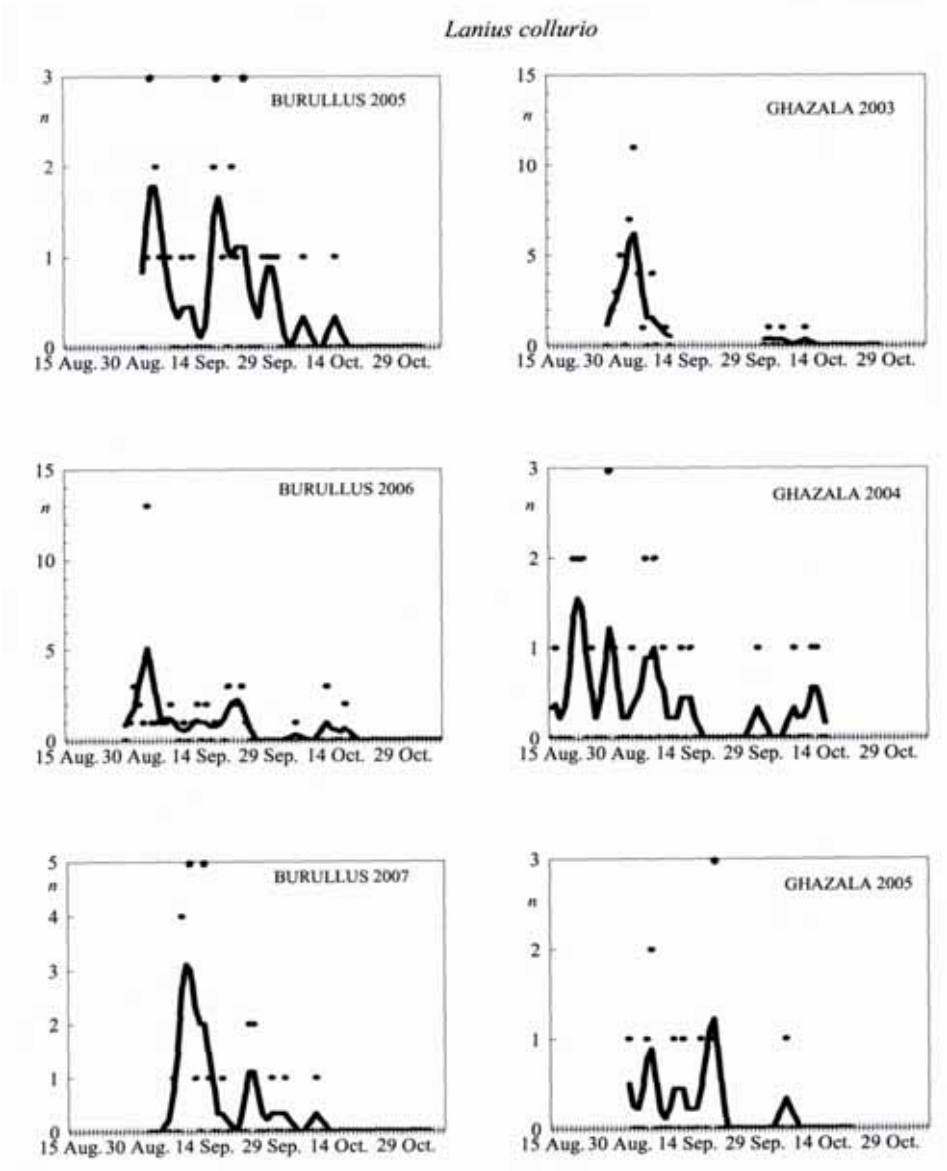 Lanius collurio
3
n
2
1
0
BURULLUS 2005
15 Aug. 30 Aug. 14 Sep. 29 Sep. 14 Oct. 29 Oct.
15
n
10
5
0
GHAZALA 2003
15 Aug. 30 Aug. 14 Sep. 29 Sep. 14 Oct. 29 Oct.
15
n
10
5
0
BURULLUS 2006
15 Aug. 30 Aug. 14 Sep. 29 Sep. 14 Oct. 29 Oct.
3
n
2
1
0
GHAZALA 2004
15 Aug. 30 Aug. 14 Sep. 29 Sep. 14 Oct. 29 Oct.
5
n
4
3
2
1
0
BURULLUS 2007
15 Aug. 30 Aug. 14 Sep. 29 Sep. 14 Oct. 29 Oct.
3
n
2
1
0
GHAZALA 2005
15 Aug. 30 Aug. 14 Sep. 29 Sep. 14 Oct. 29 Oct.